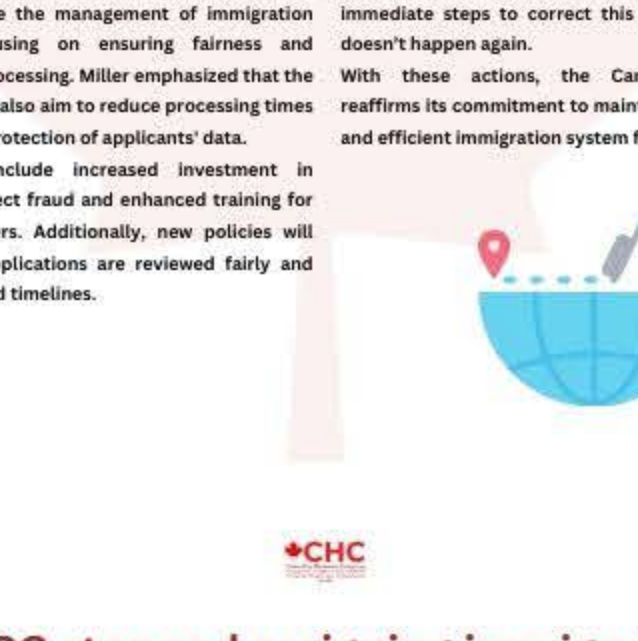 e the management of immigration
using on ensuring fairness and
ocessing. Miller emphasized that the
also aim to reduce processing times
rotection of applicants' data.
nclude increased investment in
ect fraud and enhanced training for
rs. Additionally, new policies will
plications are reviewed fairly and
d timelines.
immediate steps to correct this
doesn't happen again.
With these actions, the Can
reaffirms its commitment to maint
and efficient immigration system f
CHC